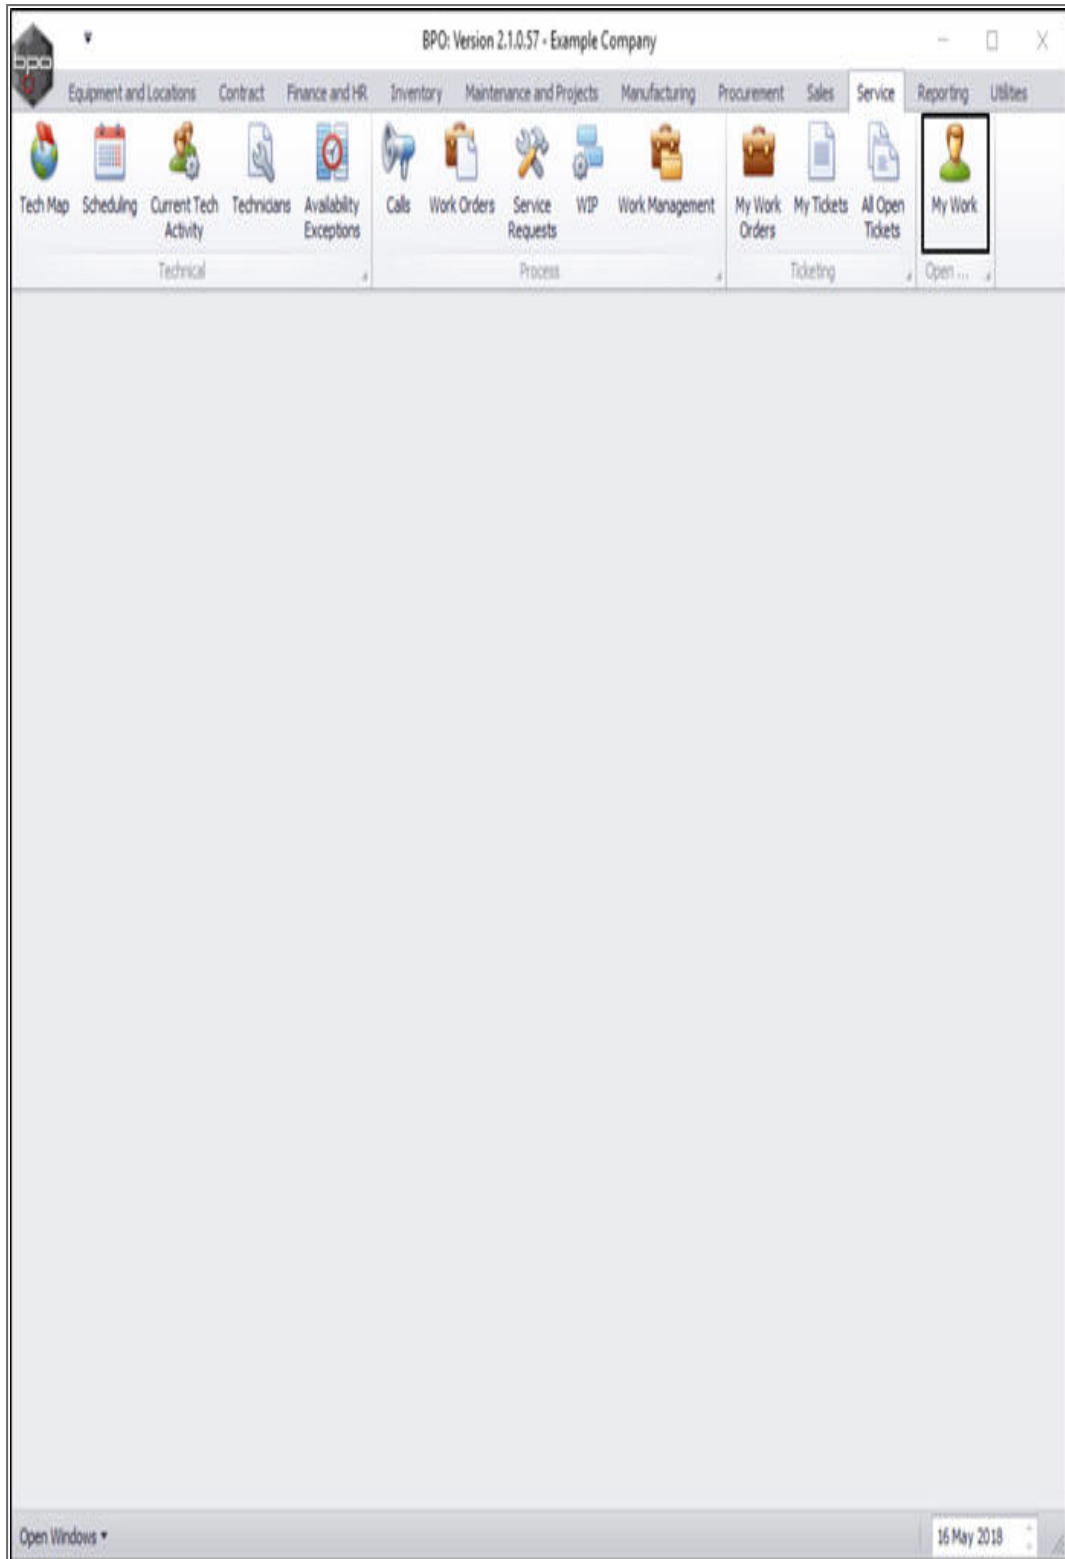 bpo
BPO: Version 2.1.0.57 - Example Company
Equipment and Locations Contract Finance and HR Inventory Maintenance and Projects Manufacturing Procurement Sales Service Reporting Utilities
Tech Map Scheduling Current Tech Activity Technicians Availability Exceptions Calls Work Orders Service Requests WIP Work Management My Work Orders My Tickets All Open Tickets My Work
Technical Process Ticketing Open ...
Open Windows 16 May 2018